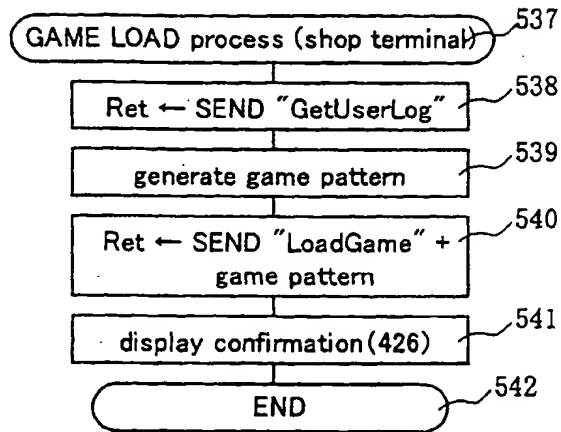 GAME LOAD process (shop terminal)
537
Ret ← SEND "GetUserLog"
538
generate game pattern
539
Ret ← SEND "LoadGame" +
game pattern
540
display confirmation(426)
541
END
542